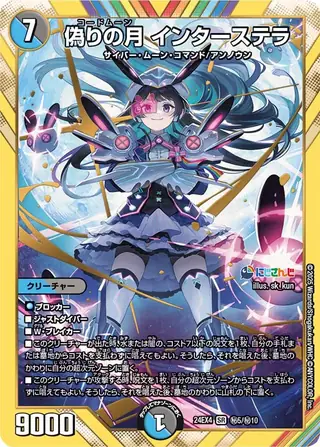 7
コードムーン
偽りの月 インターステラ
サイバー・ムーン・コマンド/アンノウン
にじさんじ
illus. sk1kun
クリーチャー
■ブロッカー
■ジャストダイバー
■W・ブレイカー
■このクリーチャーが出た時、水または闇の、コスト7以下の呪文を1枚、自分の手札または墓地からコストを支払わずに唱えてもよい。そうしたら、それを唱えた後、墓地のかわりに自分の超次元ゾーンに置く。
■このクリーチャーが攻撃する時、呪文を1枚、自分の超次元ゾーンからコストを支払わずに唱えてもよい。そうしたら、それを唱えた後、墓地のかわりに自分の山札の下に置く。
9000
24EX4 SR